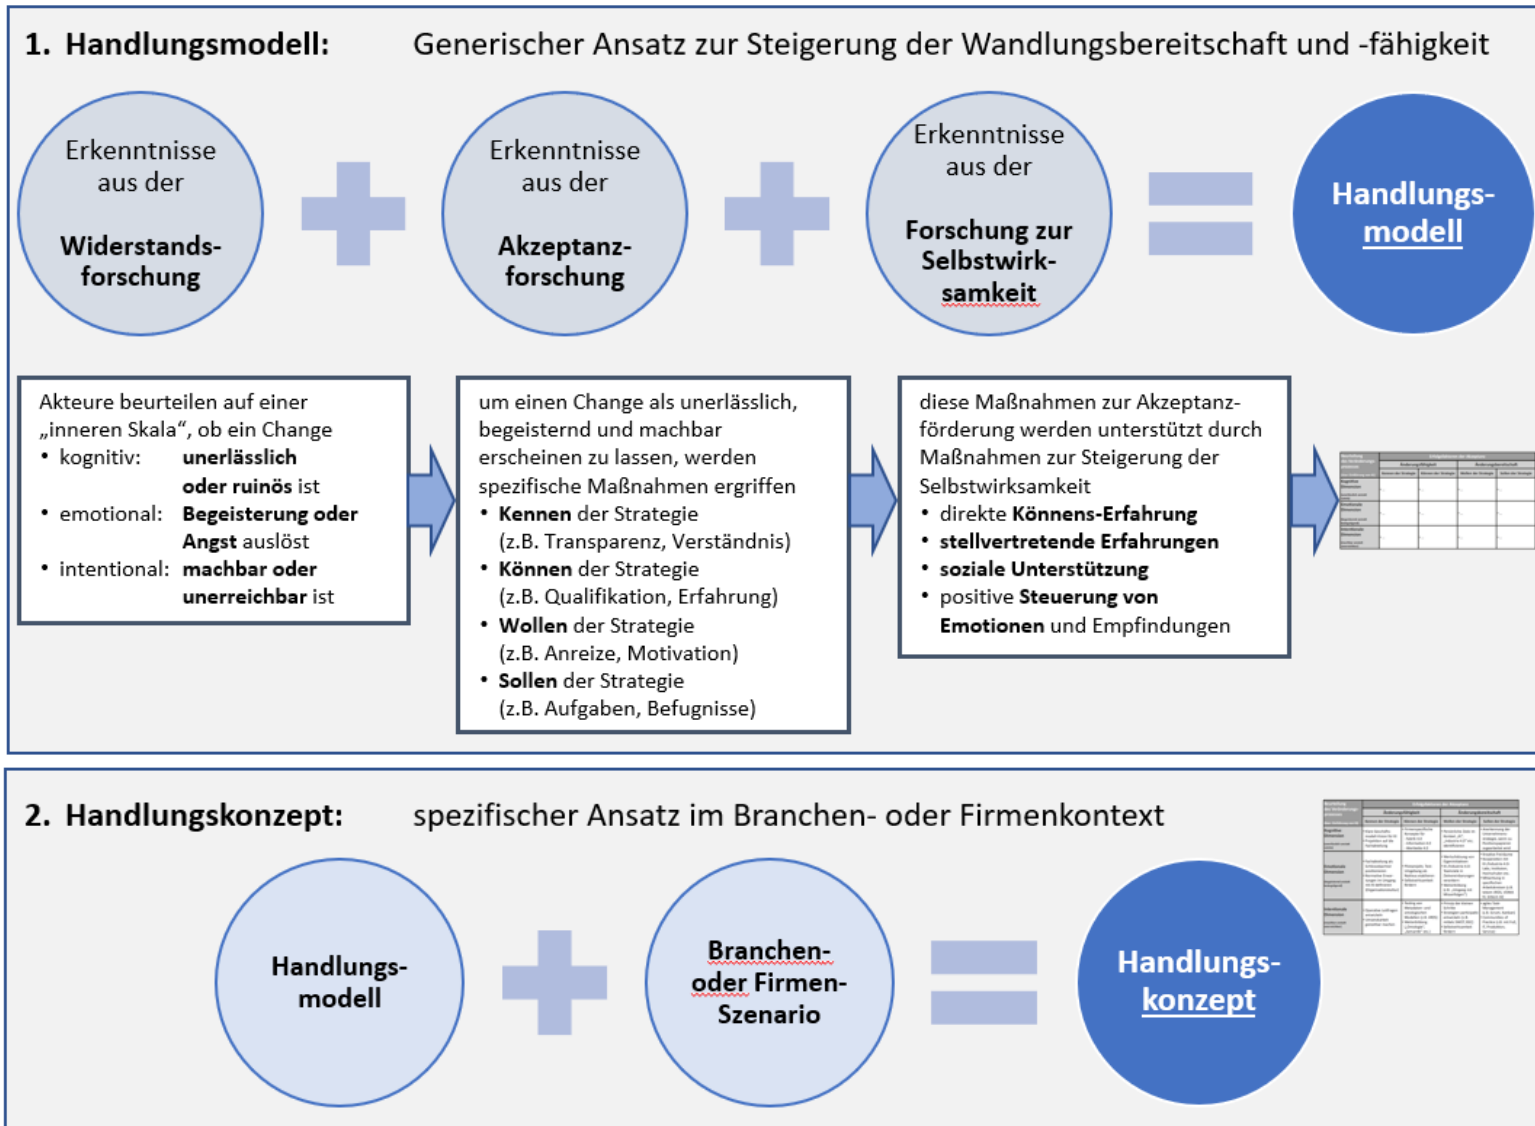 1. Handlungsmodell: Generischer Ansatz zur Steigerung der Wandlungsbereitschaft und -fähigkeit
Erkenntnisse
aus der
Widerstands-
forschung
Erkenntnisse
aus der
Akzeptanz-
forschung
Erkenntnisse
aus der
Forschung zur
Selbstwirk-
samkeit
Handlungs-
modell
Akteure beurteilen auf einer
„inneren Skala“, ob ein Change
• kognitiv: unerlässlich
oder ruinös ist
• emotional: Begeisterung oder
Angst auslöst
• intentional: machbar oder
unerreichbar ist
um einen Change als unerlässlich,
begeisternd und machbar
erscheinen zu lassen, werden
spezifische Maßnahmen ergriffen
• Kennen der Strategie
(z.B. Transparenz, Verständnis)
• Können der Strategie
(z.B. Qualifikation, Erfahrung)
• Wollen der Strategie
(z.B. Anreize, Motivation)
• Sollen der Strategie
(z.B. Aufgaben, Befugnisse)
diese Maßnahmen zur Akzeptanz-
förderung werden unterstützt durch
Maßnahmen zur Steigerung der
Selbstwirksamkeit
• direkte Könnens-Erfahrung
• stellvertretende Erfahrungen
• soziale Unterstützung
• positive Steuerung von
Emotionen und Empfindungen
2. Handlungskonzept: spezifischer Ansatz im Branchen- oder Firmenkontext
Handlungs-
modell
Branchen-
oder Firmen-
Szenario
Handlungs-
konzept